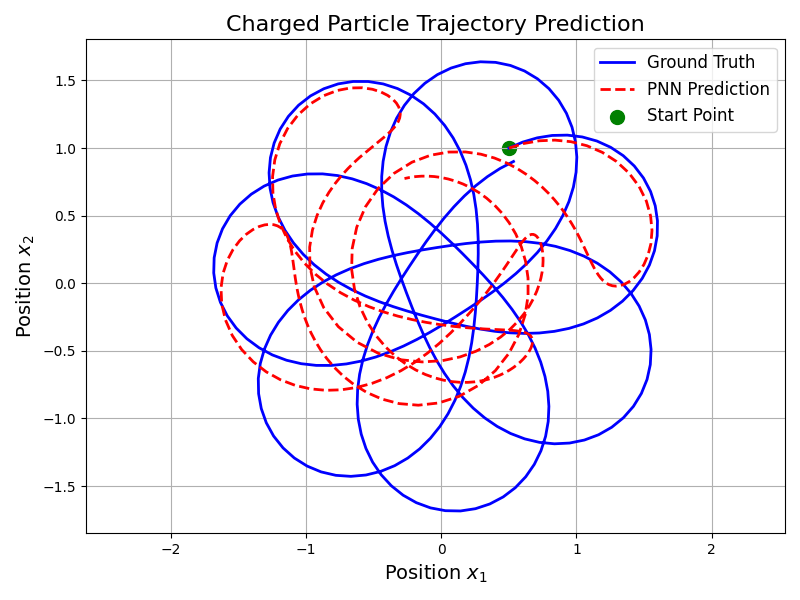 Charged Particle Trajectory Prediction
Ground Truth
PNN Prediction
Start Point
1.5
1.0
0.5
0.0
−0.5
−1.0
−1.5
Position x₂
−2
−1
0
1
2
Position x₁